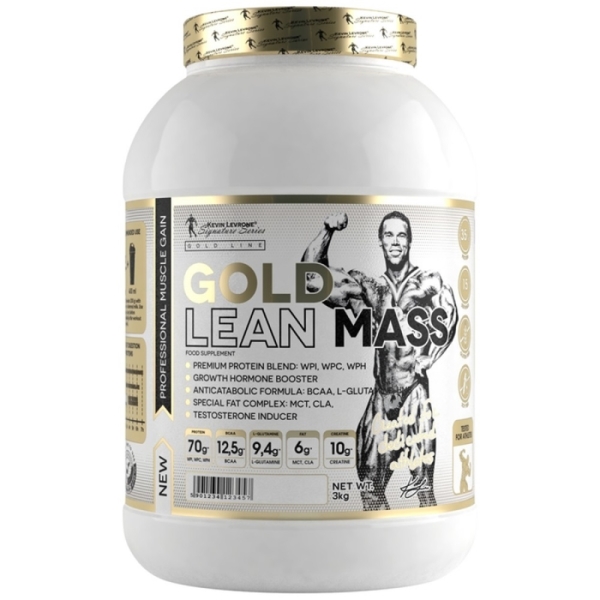 KEVIN LEVRONE®
Signature Series
GOLD LINE
GOLD
LEAN MASS
FOOD SUPPLEMENT
PREMIUM PROTEIN BLEND: WPI, WPC, WPH
GROWTH HORMONE BOOSTER
ANTICATABOLIC FORMULA: BCAA, L-GLUTA
SPECIAL FAT COMPLEX: MCT, CLA,
TESTOSTERONE INDUCER
PROTEIN
70g
WPI, WPC, WPH
BCAA
12,5g
BCAA
L-GLUTAMINE
9,4g
L-GLUTAMINE
FAT
6g
MCT, CLA
CREATINE
10g
CREATINE
NET WT.
3kg
5901234123457
NEW
PROFESSIONAL MUSCLE GAIN